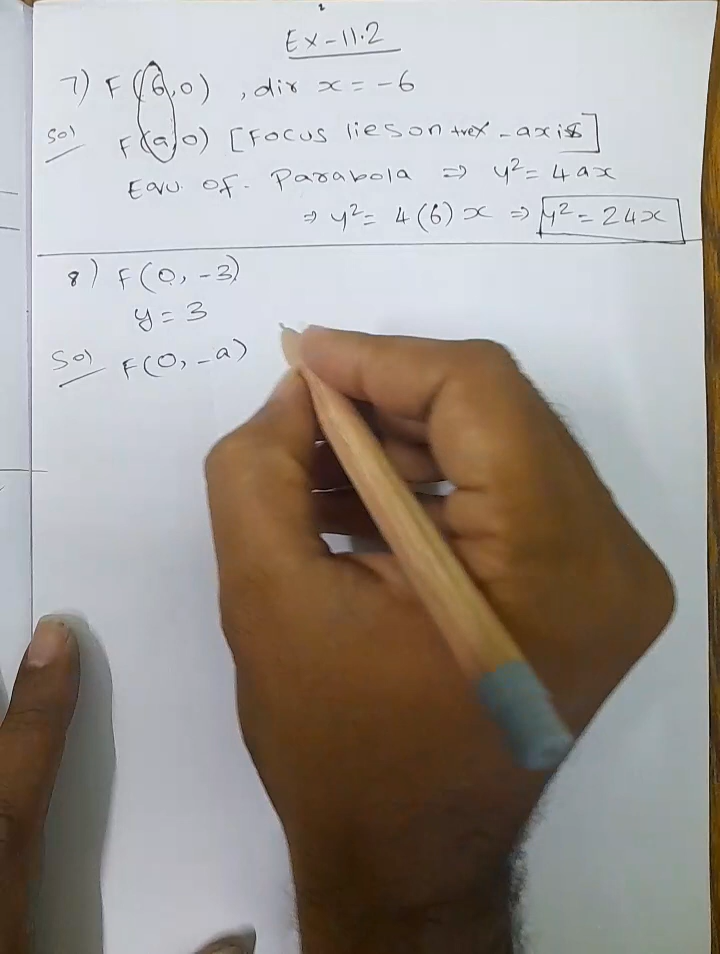 Ex-11.2
7) F(6,0) , dir x = -6
Sol F(a,0) [Focus lies on +ve x-axis]
Equ. of. Parabola ⇒ y² = 4ax
⇒ y² = 4(6)x ⇒ y² = 24x
8) F(0, -3)
y = 3
Sol F(0, -a)